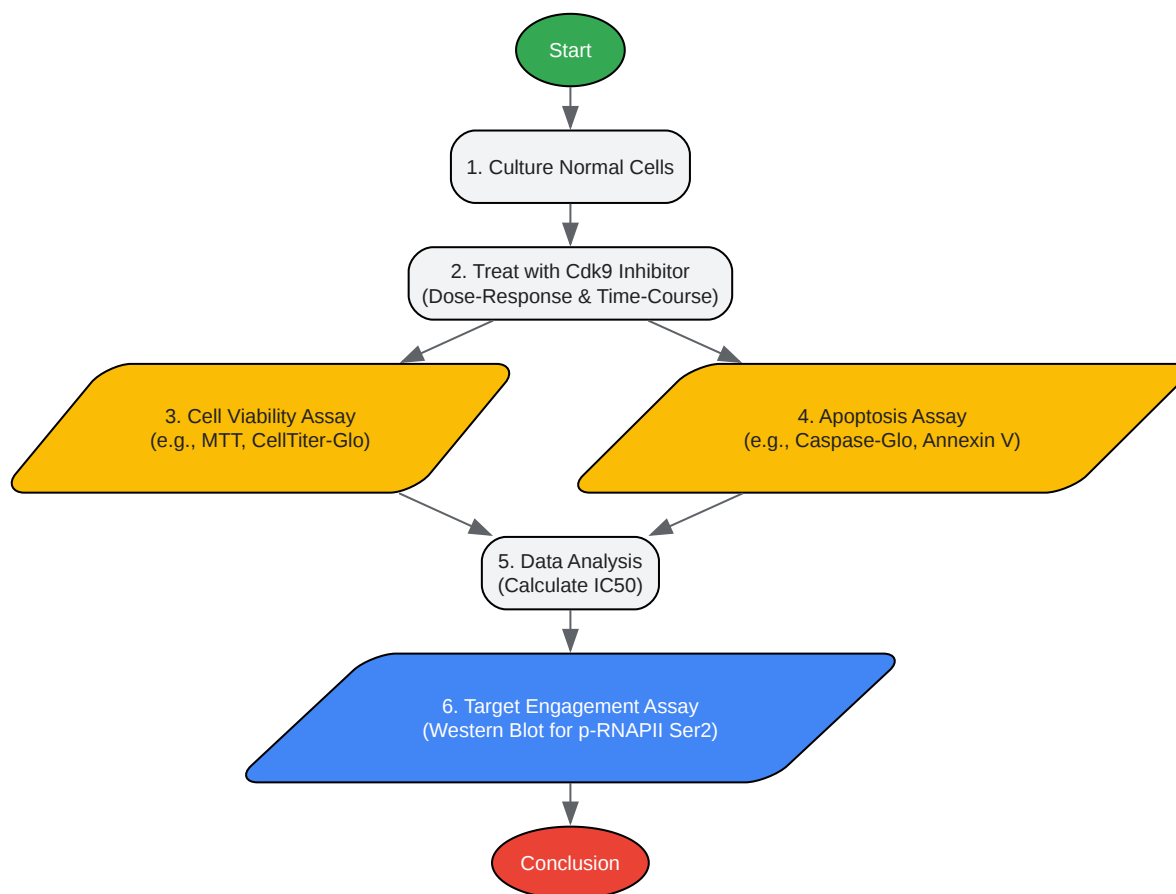 Start
1. Culture Normal Cells
2. Treat with Cdk9 Inhibitor
(Dose-Response & Time-Course)
3. Cell Viability Assay
(e.g., MTT, CellTiter-Glo)
4. Apoptosis Assay
(e.g., Caspase-Glo, Annexin V)
5. Data Analysis
(Calculate IC50)
6. Target Engagement Assay
(Western Blot for p-RNAPII Ser2)
Conclusion